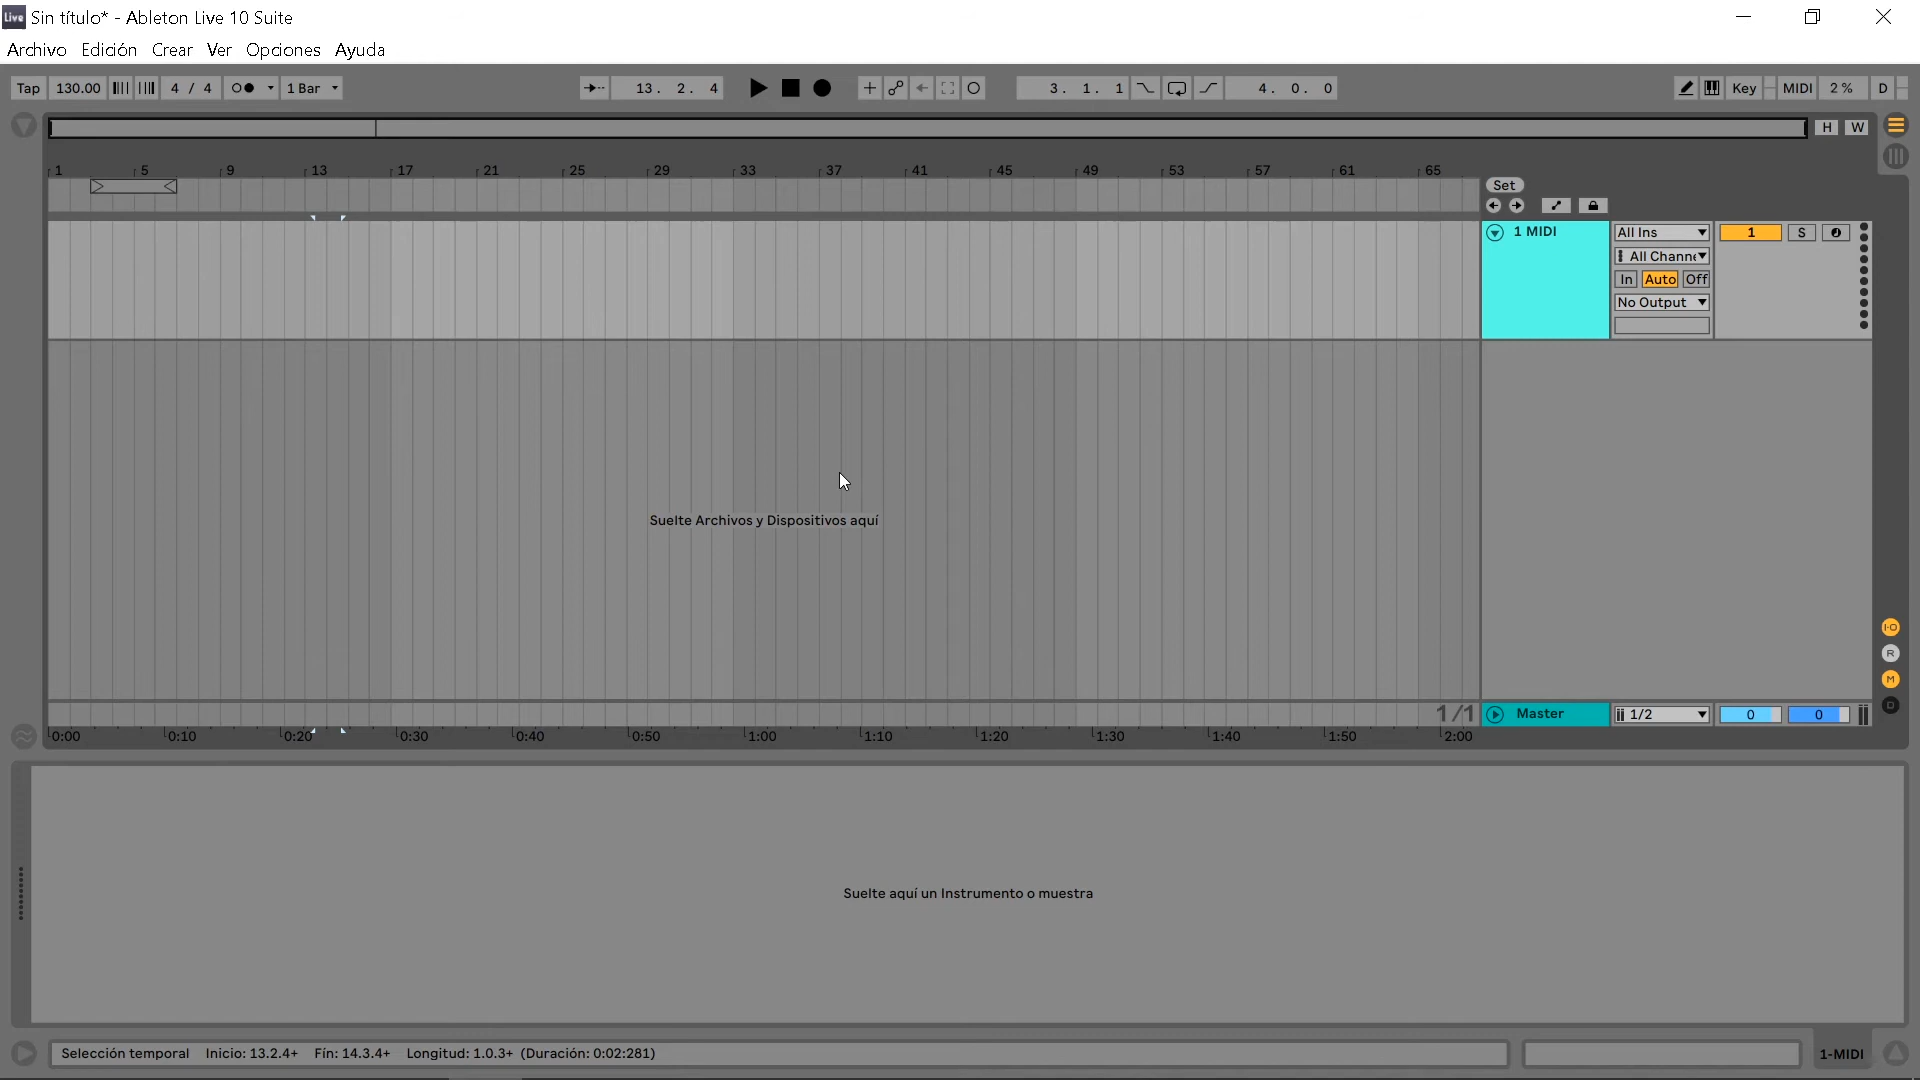 Live Sin título* - Ableton Live 10 Suite
Archivo Edición Crear Ver Opciones Ayuda
Tap 130.00 4 / 4 1 Bar 13. 2. 4 3. 1. 1 4. 0. 0 Key MIDI 2 % D
H W
1 5 9 13 17 21 25 29 33 37 41 45 49 53 57 61 65
Set
1 MIDI All Ins 1 S
All Channe
In Auto Off
No Output
Suelte Archivos y Dispositivos aquí
I·O
R
M
D
1/1 Master 1/2 0 0
0:00 0:10 0:20 0:30 0:40 0:50 1:00 1:10 1:20 1:30 1:40 1:50 2:00
Suelte aquí un Instrumento o muestra
Selección temporal Inicio: 13.2.4+ Fín: 14.3.4+ Longitud: 1.0.3+ (Duración: 0:02:281)
1-MIDI